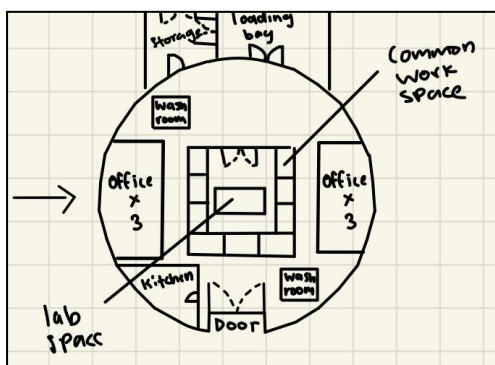 Storage
loading
bay
Common
work
space
wash
room
Office
x
3
Office
x
3
Kitchen
wash
room
Door
lab
space